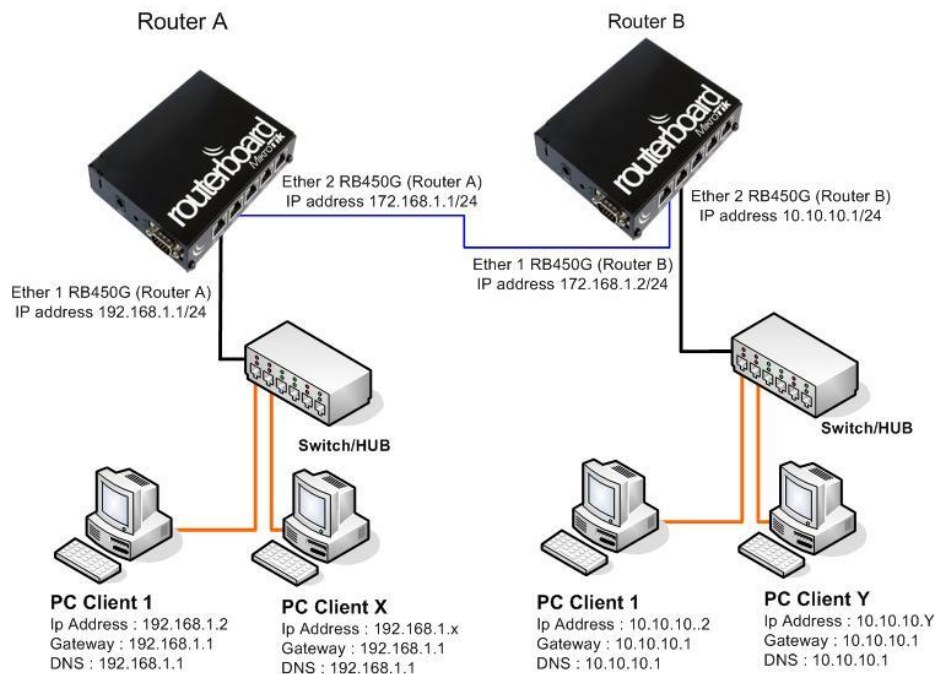 Router A
Router B
routerboard
MikroTik
routerboard
MikroTik
Ether 2 RB450G (Router A)
IP address 172.168.1.1/24
Ether 2 RB450G (Router B)
IP address 10.10.10.1/24
Ether 1 RB450G (Router A)
IP address 192.168.1.1/24
Ether 1 RB450G (Router B)
IP address 172.168.1.2/24
Switch/HUB
Switch/HUB
PC Client 1
Ip Address : 192.168.1.2
Gateway : 192.168.1.1
DNS : 192.168.1.1
PC Client X
Ip Address : 192.168.1.x
Gateway : 192.168.1.1
DNS : 192.168.1.1
PC Client 1
Ip Address : 10.10.10..2
Gateway : 10.10.10.1
DNS : 10.10.10.1
PC Client Y
Ip Address : 10.10.10.Y
Gateway : 10.10.10.1
DNS : 10.10.10.1